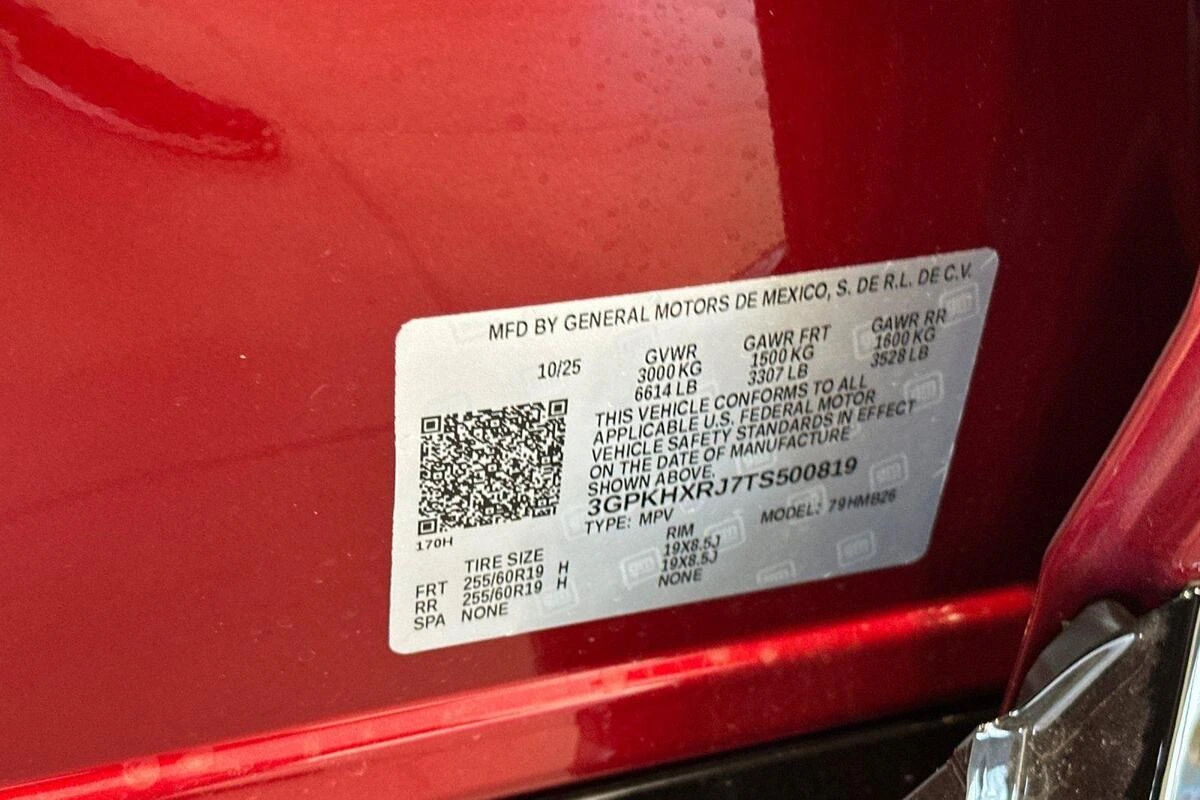 MFD BY GENERAL MOTORS DE MEXICO, S. DE R.L. DE C.V.
10/25
GVWR
3000 KG
6614 LB
GAWR FRT
1500 KG
3307 LB
GAWR RR
1600 KG
3528 LB
THIS VEHICLE CONFORMS TO ALL
APPLICABLE U.S. FEDERAL MOTOR
VEHICLE SAFETY STANDARDS IN EFFECT
ON THE DATE OF MANUFACTURE
SHOWN ABOVE.
3GPKHXRJ7TS500819
TYPE: MPV MODEL: 79HMB26
170H
TIRE SIZE RIM
FRT 255/60R19 H 19X8.5J
RR 255/60R19 H 19X8.5J
SPA NONE NONE